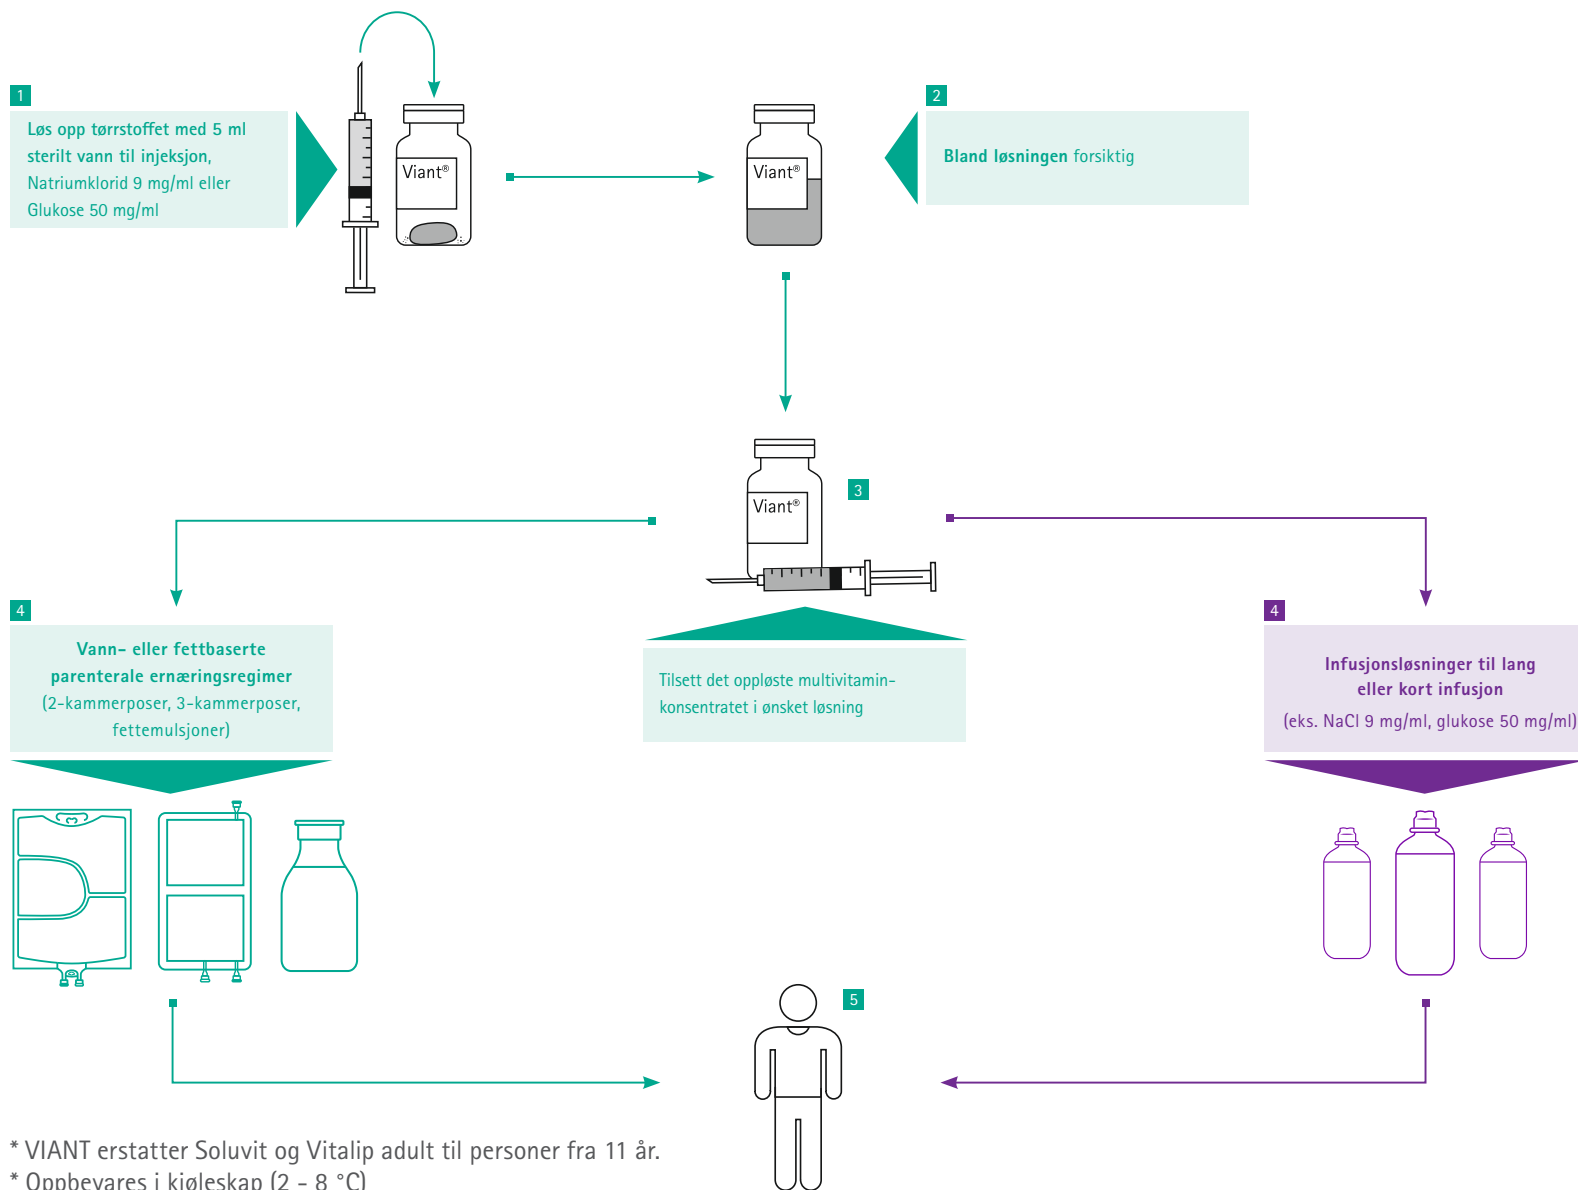 1
Løs opp tørrstoffet med 5 ml
sterilt vann til injeksjon,
Natriumklorid 9 mg/ml eller
Glukose 50 mg/ml
Viant®
Viant®
2
Bland løsningen forsiktig
Viant®
3
Tilsett det oppløste multivitamin-
konsentratet i ønsket løsning
4
Vann- eller fettbaserte
parenterale ernæringsregimer
(2-kammerposer, 3-kammerposer,
fettemulsjoner)
4
Infusjonsløsninger til lang
eller kort infusjon
(eks. NaCl 9 mg/ml, glukose 50 mg/ml)
5
* VIANT erstatter Soluvit og Vitalip adult til personer fra 11 år.
* Oppbevares i kjøleskap (2 - 8 °C)